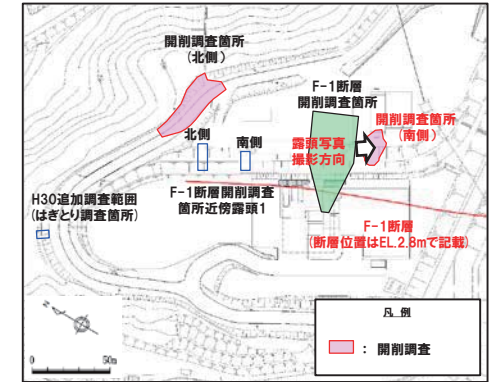 開削調査箇所
(北側)
F-1断層
開削調査箇所
開削調査箇所
(南側)
北側
南側
露頭写真
撮影方向
H30追加調査範囲
(はぎとり調査箇所)
F-1断層開削調査
箇所近傍露頭1
F-1断層
(断層位置はEL.2.8mで記載)
N
0
50m
凡 例
: 開削調査